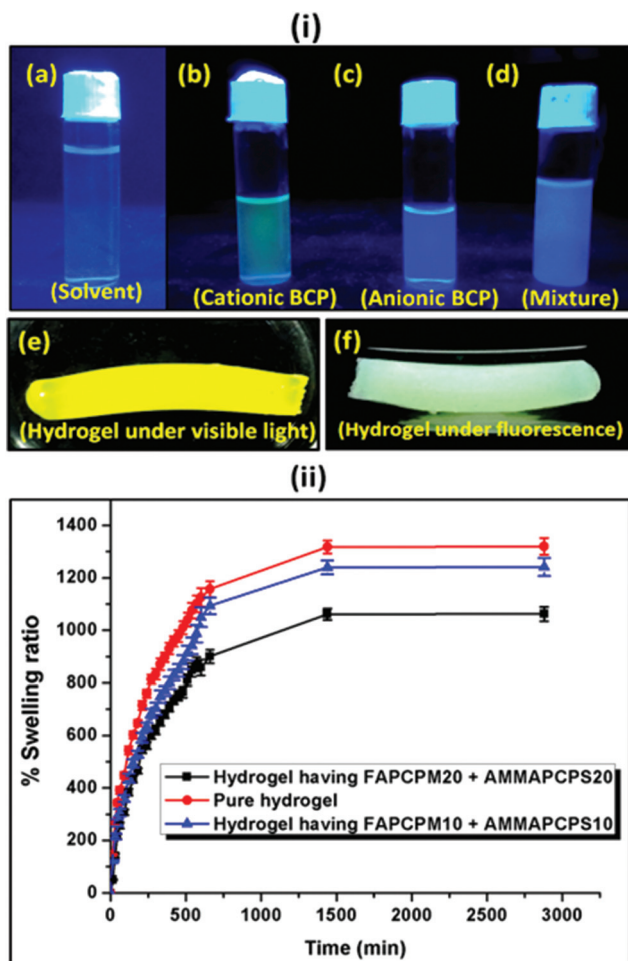 (i)
(a) (b) (c) (d)
(Solvent) (Cationic BCP) (Anionic BCP) (Mixture)
(e) (f)
(Hydrogel under visible light) (Hydrogel under fluorescence)
(ii)
1400
1200
1000
800
600
400
200
0
% Swelling ratio
Hydrogel having FAPCPM20 + AMMAPCPS20
Pure hydrogel
Hydrogel having FAPCPM10 + AMMAPCPS10
0 500 1000 1500 2000 2500 3000
Time (min)